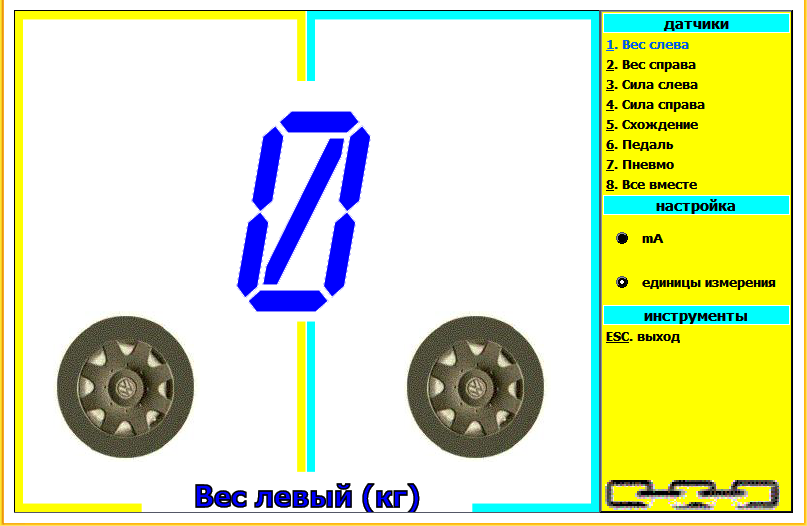 0
Вес левый (кг)
датчики
1. Вес слева
2. Вес справа
3. Сила слева
4. Сила справа
5. Схождение
6. Педаль
7. Пневмо
8. Все вместе
настройка
mA
единицы измерения
инструменты
ESC. выход